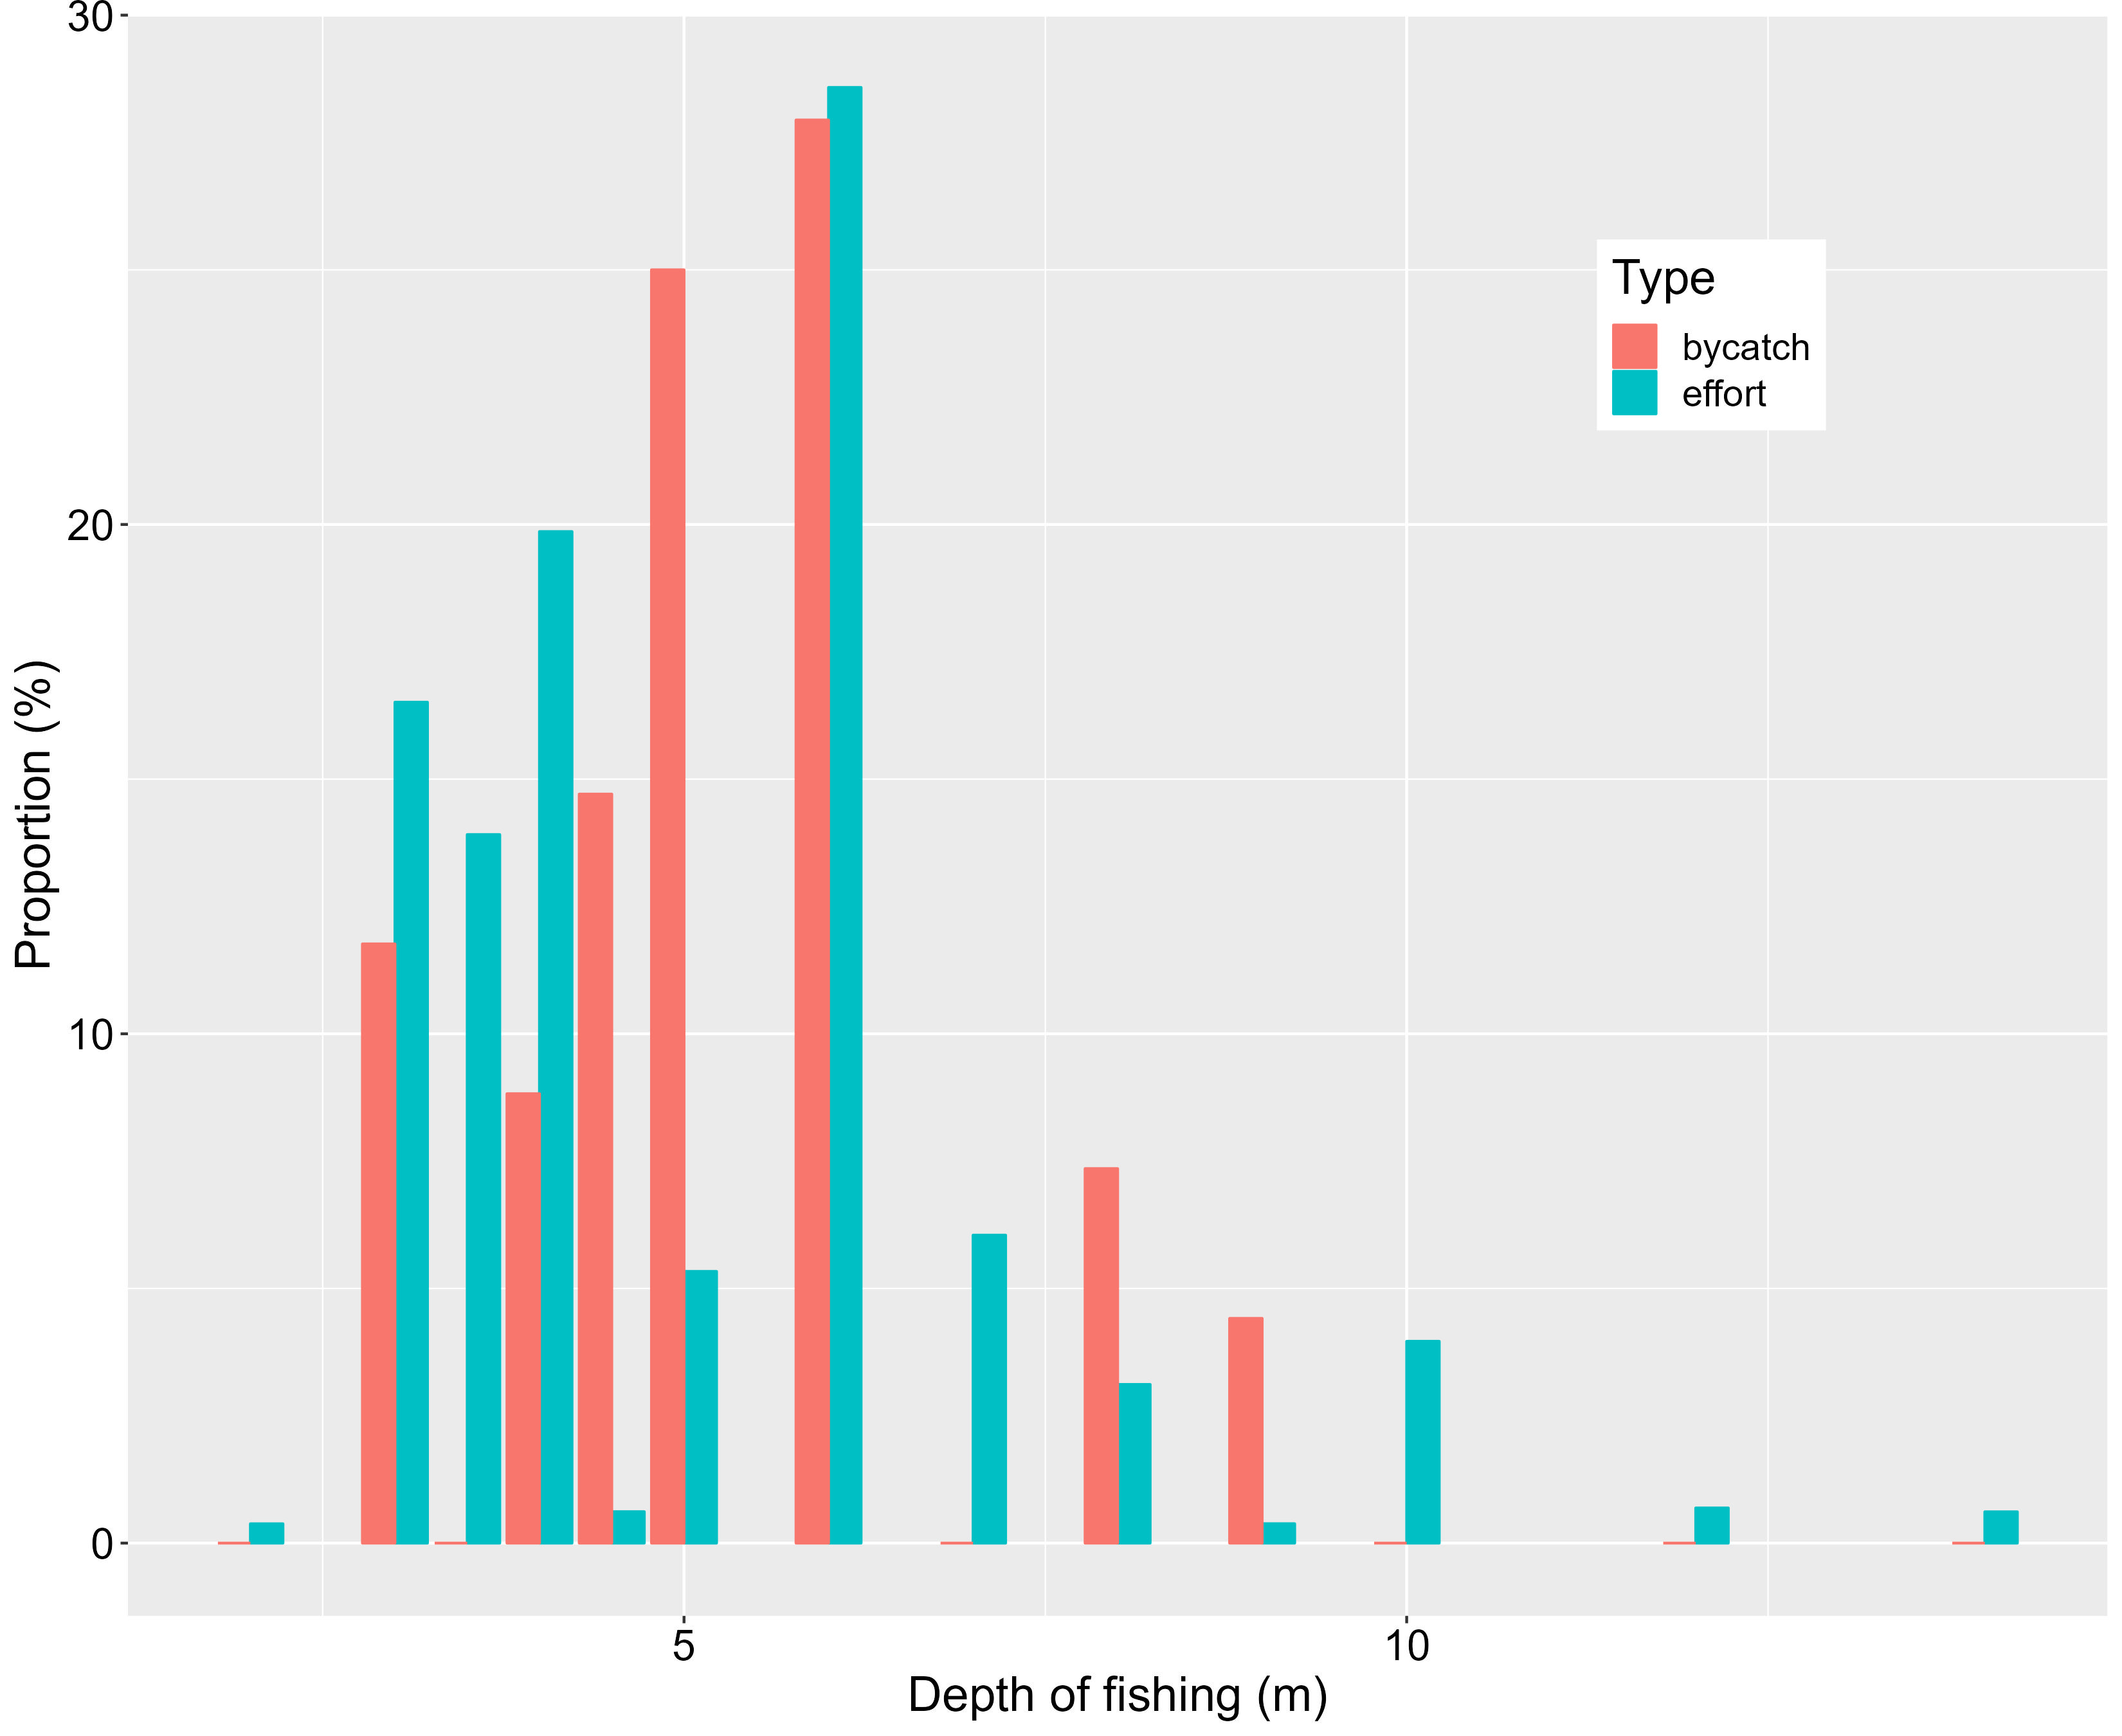 30
20
10
0
Proportion (%)
Type
bycatch
effort
5
10
Depth of fishing (m)